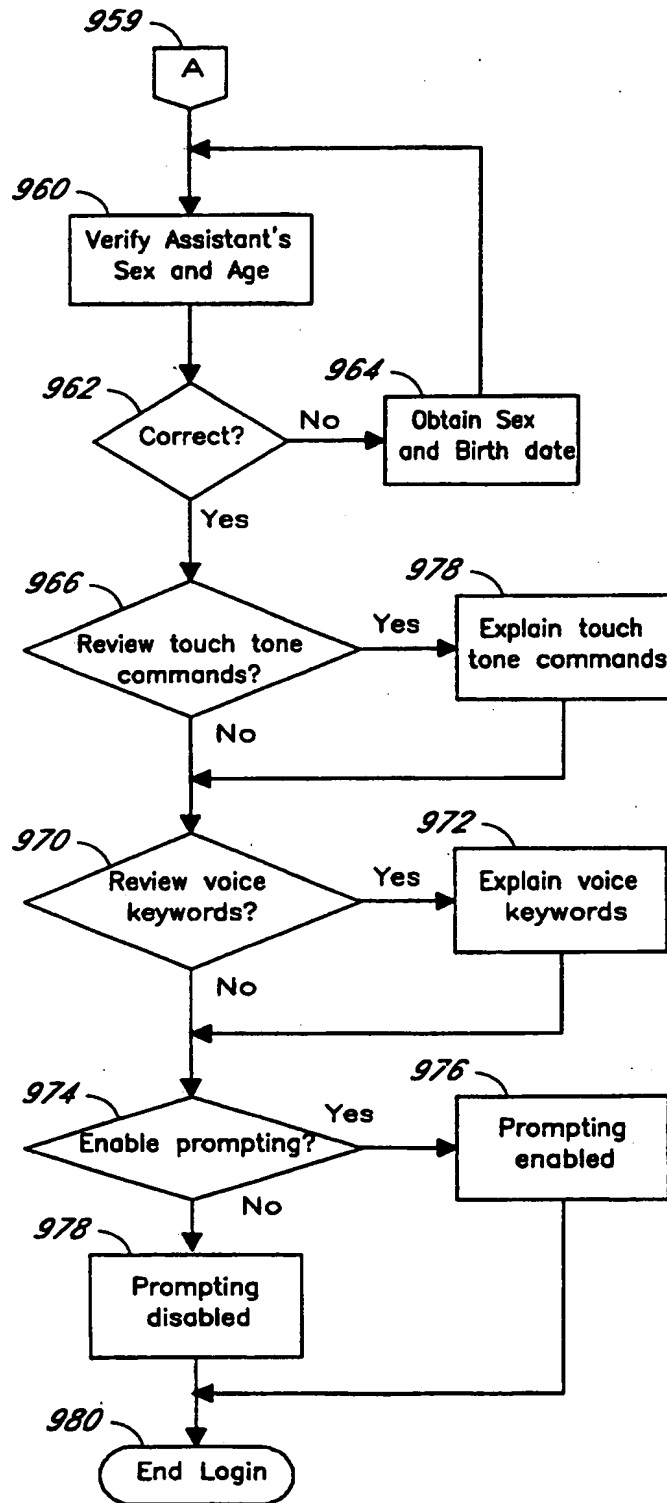 959
A
960
Verify Assistant's
Sex and Age
962
Correct?
No
964
Obtain Sex
and Birth date
Yes
966
Review touch tone
commands?
Yes
978
Explain touch
tone commands
No
970
Review voice
keywords?
Yes
972
Explain voice
keywords
No
974
Enable prompting?
Yes
976
Prompting
enabled
No
978
Prompting
disabled
980
End Login